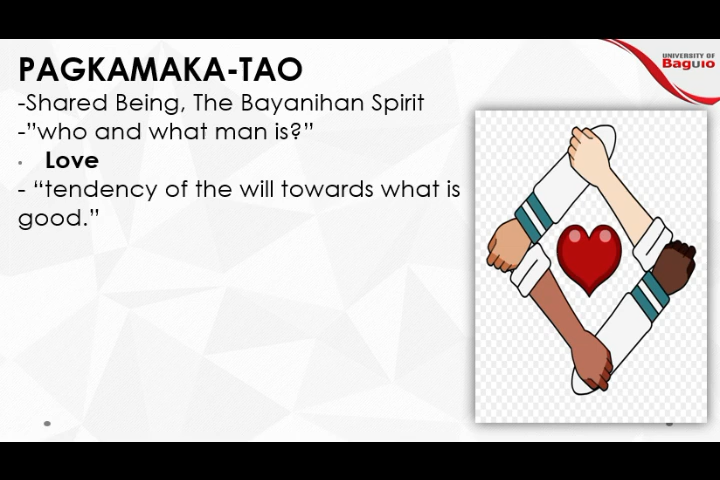 UNIVERSITY OF
Baguio
PAGKAMAKA-TAO
-Shared Being, The Bayanihan Spirit
-”who and what man is?”
• Love
- “tendency of the will towards what is
good.”